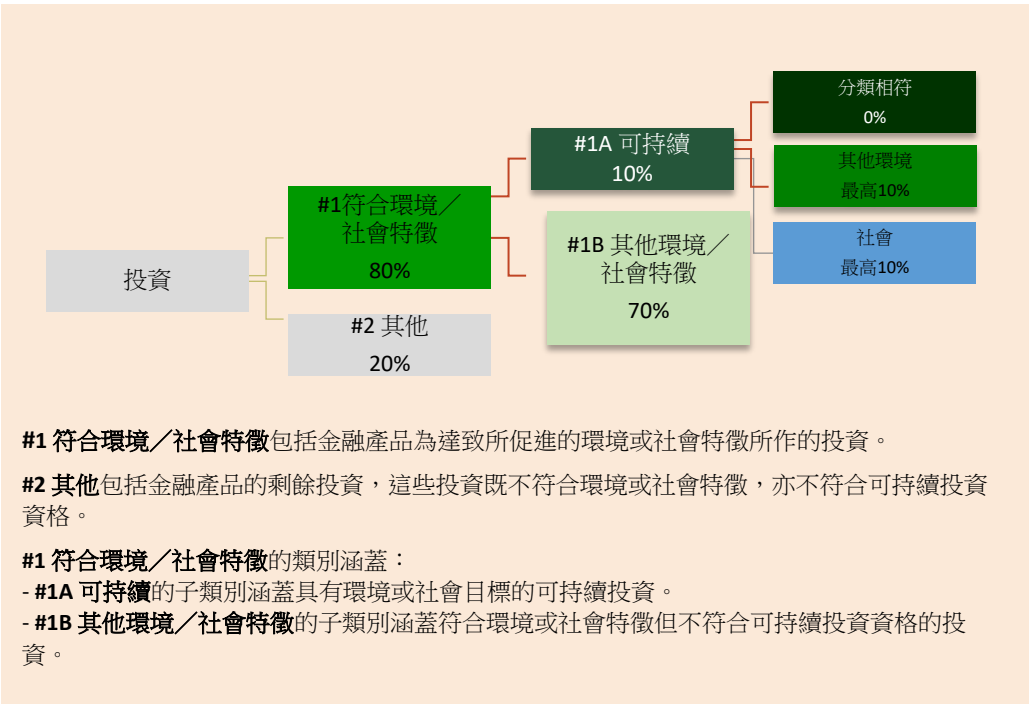 投資
#1符合環境／
社會特徵
80%
#2 其他
20%
#1A 可持續
10%
#1B 其他環境／
社會特徵
70%
分類相符
0%
其他環境
最高10%
社會
最高10%
#1 符合環境／社會特徵包括金融產品為達致所促進的環境或社會特徵所作的投資。
#2 其他包括金融產品的剩餘投資，這些投資既不符合環境或社會特徵，亦不符合可持續投資
資格。
#1 符合環境／社會特徵的類別涵蓋：
- #1A 可持續的子類別涵蓋具有環境或社會目標的可持續投資。
- #1B 其他環境／社會特徵的子類別涵蓋符合環境或社會特徵但不符合可持續投資資格的投
資。